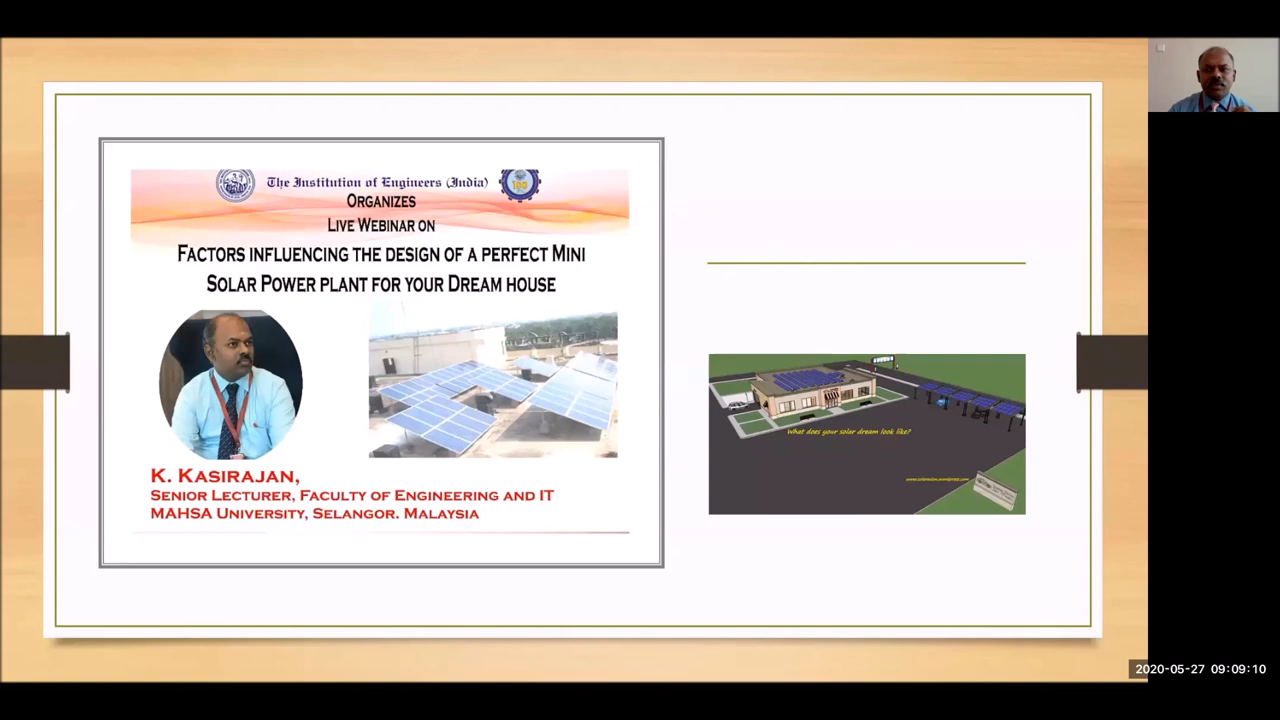 The Institution of Engineers (India)
100
ORGANIZES
LIVE WEBINAR ON
FACTORS INFLUENCING THE DESIGN OF A PERFECT MINI
SOLAR POWER PLANT FOR YOUR DREAM HOUSE
K. KASIRAJAN,
SENIOR LECTURER, FACULTY OF ENGINEERING AND IT
MAHSA UNIVERSITY, SELANGOR. MALAYSIA
What does your solar dream look like?
2020-05-27 09:09:10